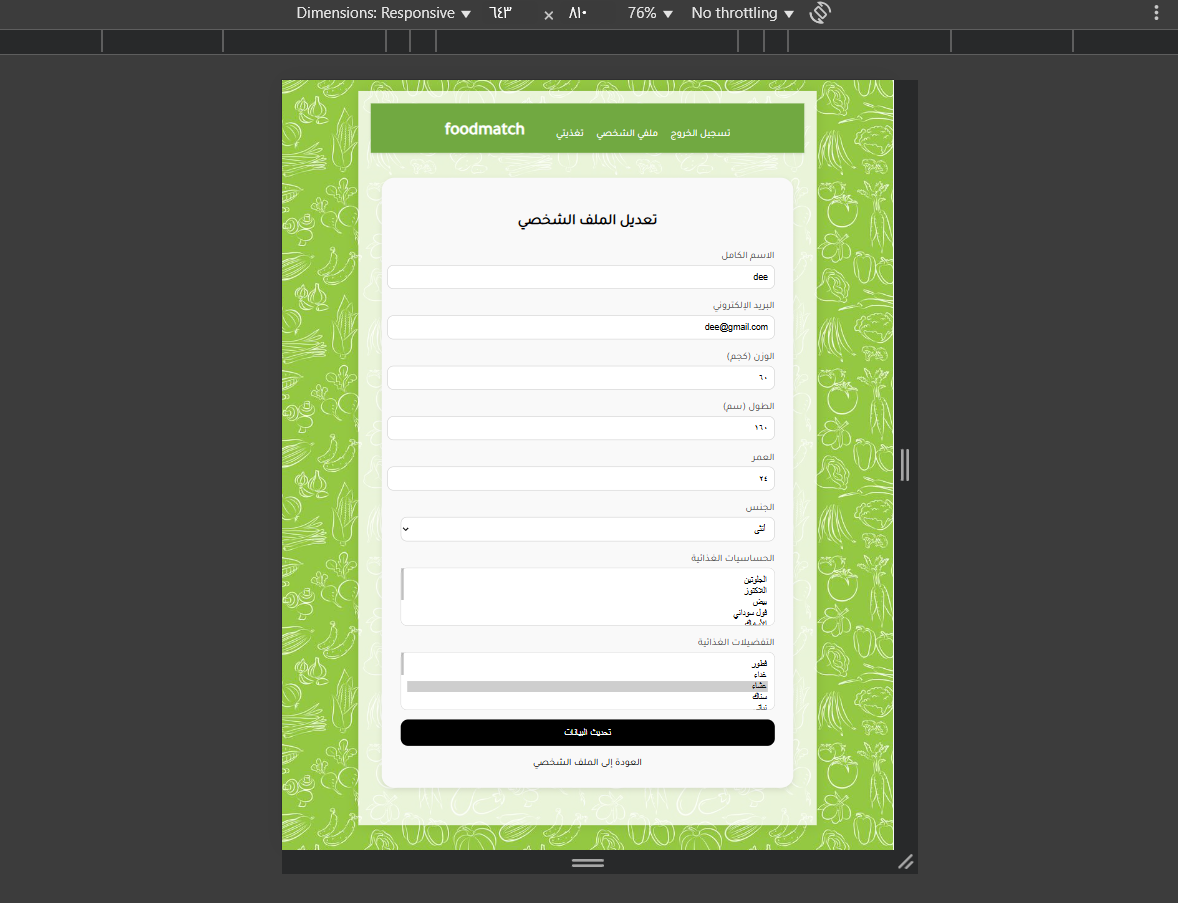 Dimensions: Responsive ٦٤٣ × ٨١٠ 76% No throttling
foodmatch تغذيتي ملفي الشخصي تسجيل الخروج
تعديل الملف الشخصي
الاسم الكامل
dee
البريد الإلكتروني
dee@gmail.com
الوزن (كجم)
٦٠
الطول (سم)
١٦٠
العمر
٢٤
الجنس
أنثى
الحساسيات الغذائية
الجلوتين
اللاكتوز
بيض
فول سوداني
التفضيلات الغذائية
فطور
غداء
عشاء
سناك
تحديث البيانات
العودة إلى الملف الشخصي